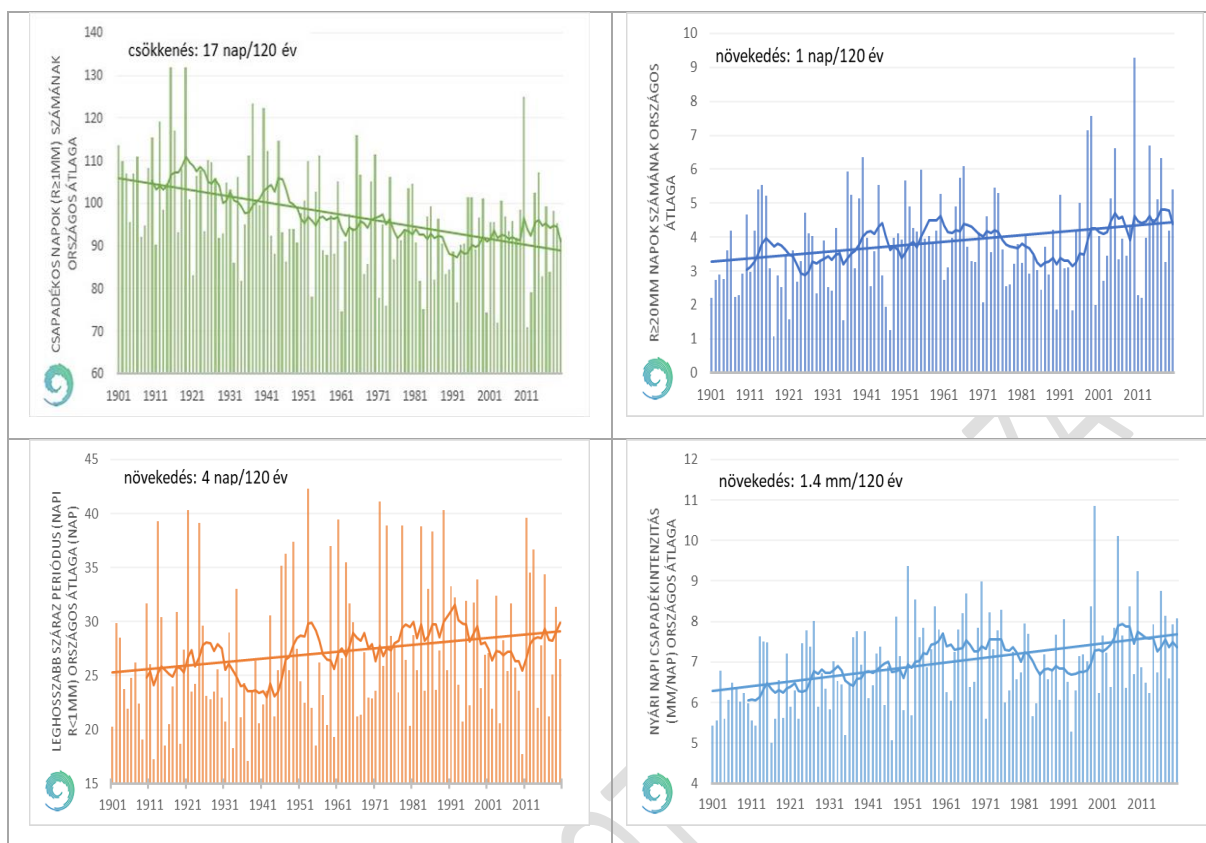 CSAPADÉKOS NAPOK (R≥1MM) SZÁMÁNAK
ORSZÁGOS ÁTLAGA
csökkenés: 17 nap/120 év
140
130
120
110
100
90
80
70
60
1901 1911 1921 1931 1941 1951 1961 1971 1981 1991 2001 2011
R≥20MM NAPOK SZÁMÁNAK ORSZÁGOS
ÁTLAGA
növekedés: 1 nap/120 év
10
9
8
7
6
5
4
3
2
1
0
1901 1911 1921 1931 1941 1951 1961 1971 1981 1991 2001 2011
LEGHOSSZABB SZÁRAZ PERIÓDUS (NAPI
R<1MM) ORSZÁGOS ÁTLAGA (NAP)
növekedés: 4 nap/120 év
45
40
35
30
25
20
15
1901 1911 1921 1931 1941 1951 1961 1971 1981 1991 2001 2011
NYÁRI NAPI CSAPADÉKINTENZITÁS
(MM/NAP) ORSZÁGOS ÁTLAGA
növekedés: 1.4 mm/120 év
12
11
10
9
8
7
6
5
4
1901 1911 1921 1931 1941 1951 1961 1971 1981 1991 2001 2011